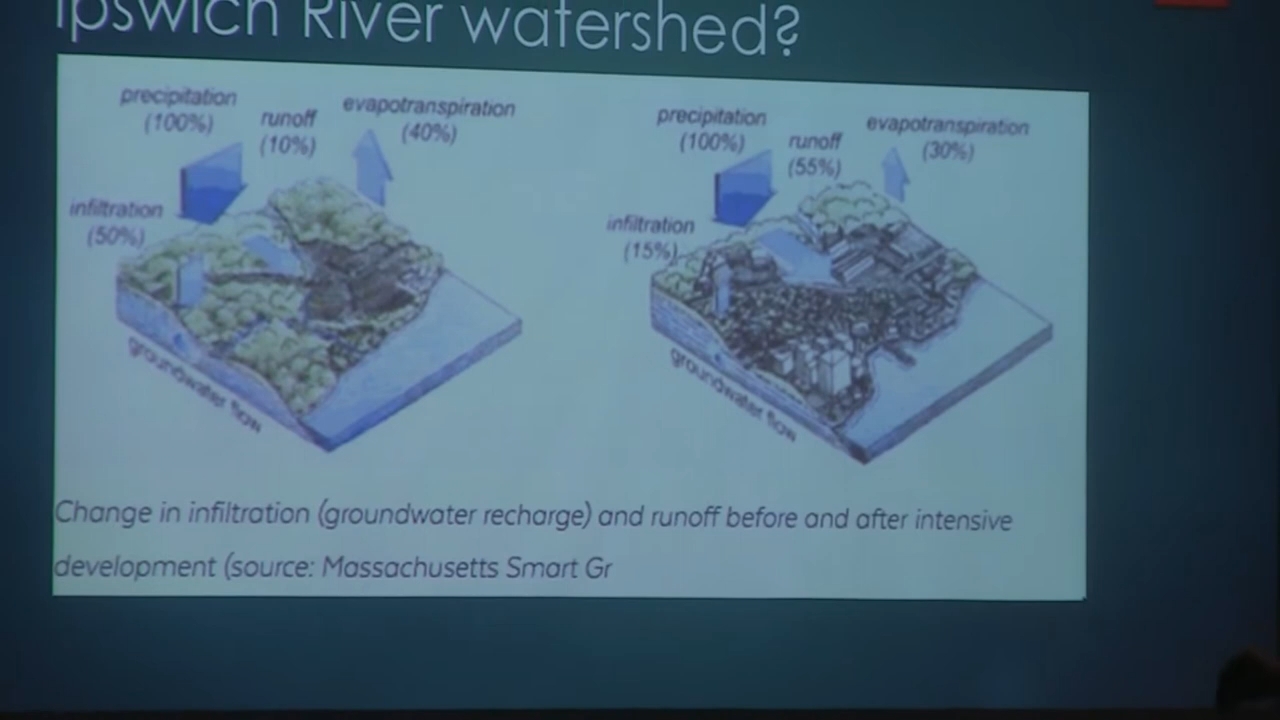 Ipswich River watershed?
precipitation
(100%)
runoff
(10%)
evapotranspiration
(40%)
infiltration
(50%)
groundwater flow
precipitation
(100%)
runoff
(55%)
evapotranspiration
(30%)
infiltration
(15%)
groundwater flow
Change in infiltration (groundwater recharge) and runoff before and after intensive
development (source: Massachusetts Smart Gr